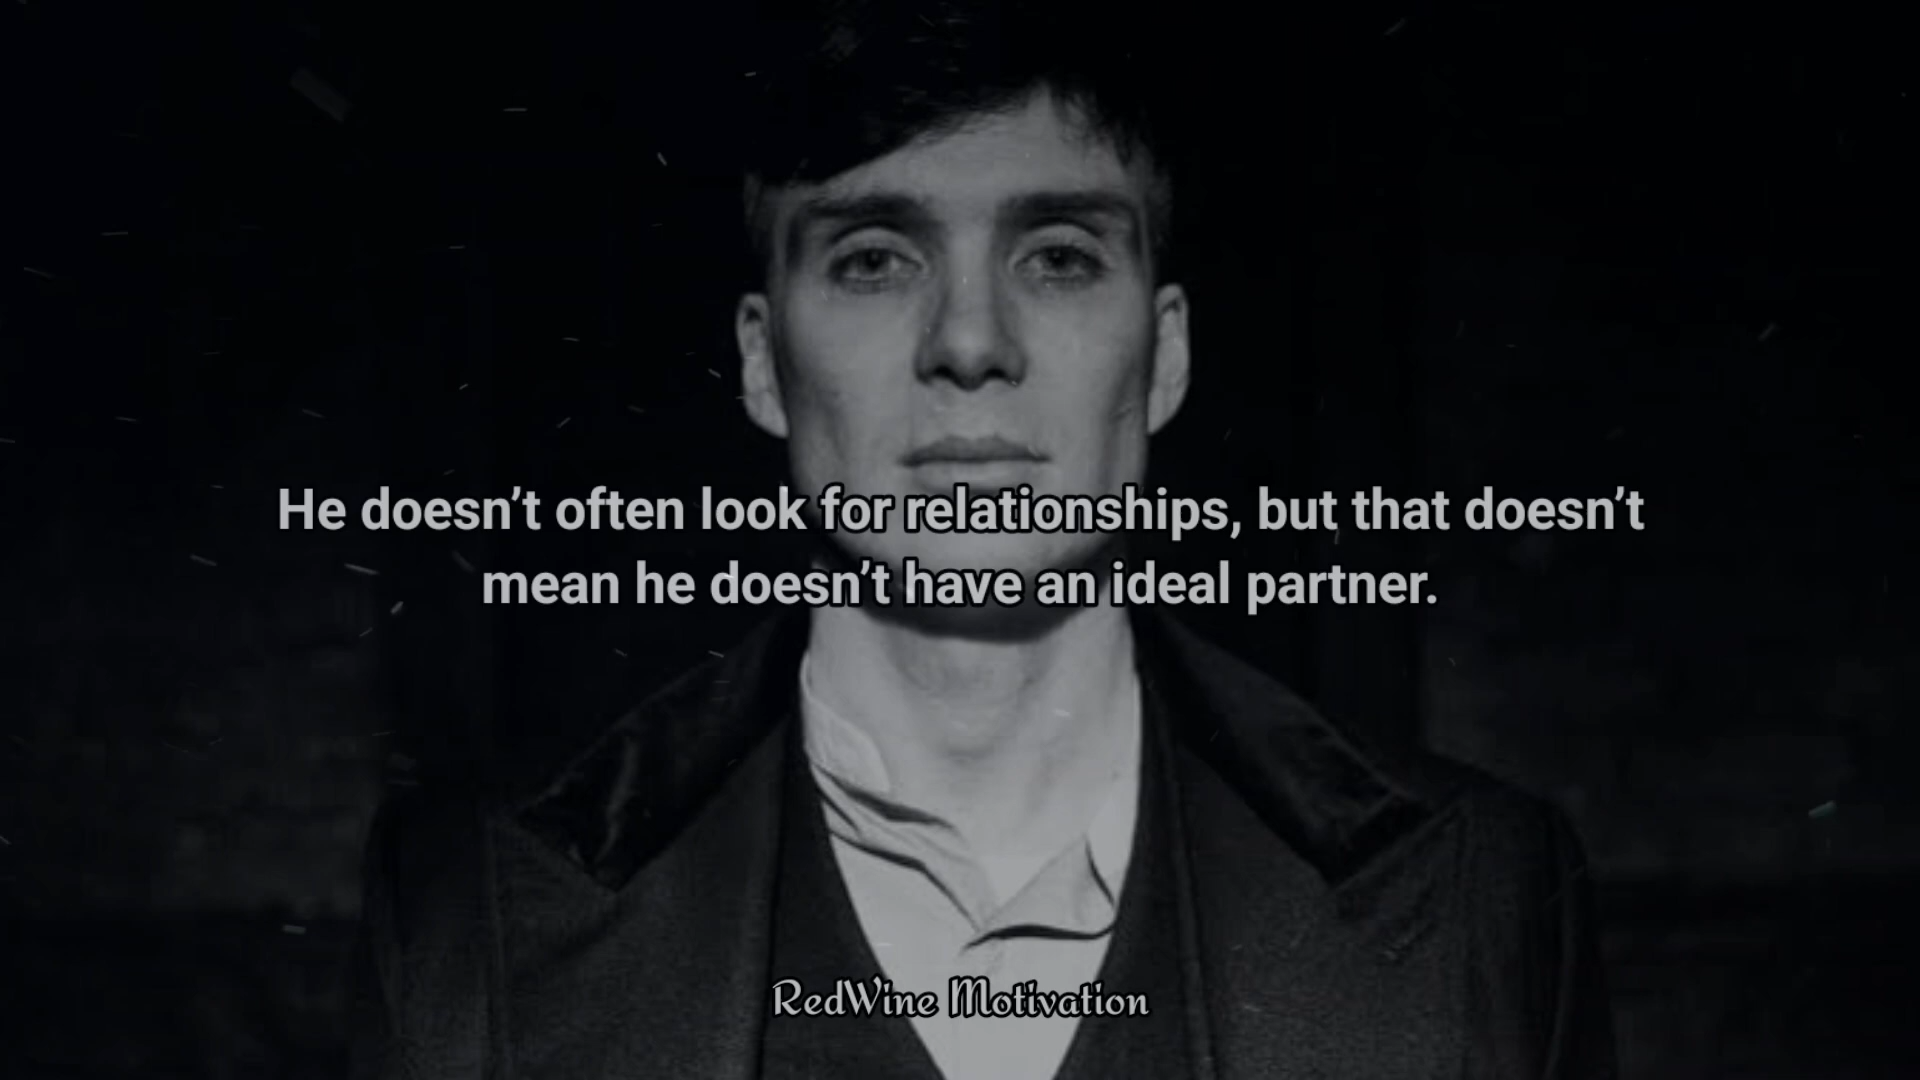 He doesn’t often look for relationships, but that doesn’t
mean he doesn’t have an ideal partner.
RedWine Motivation